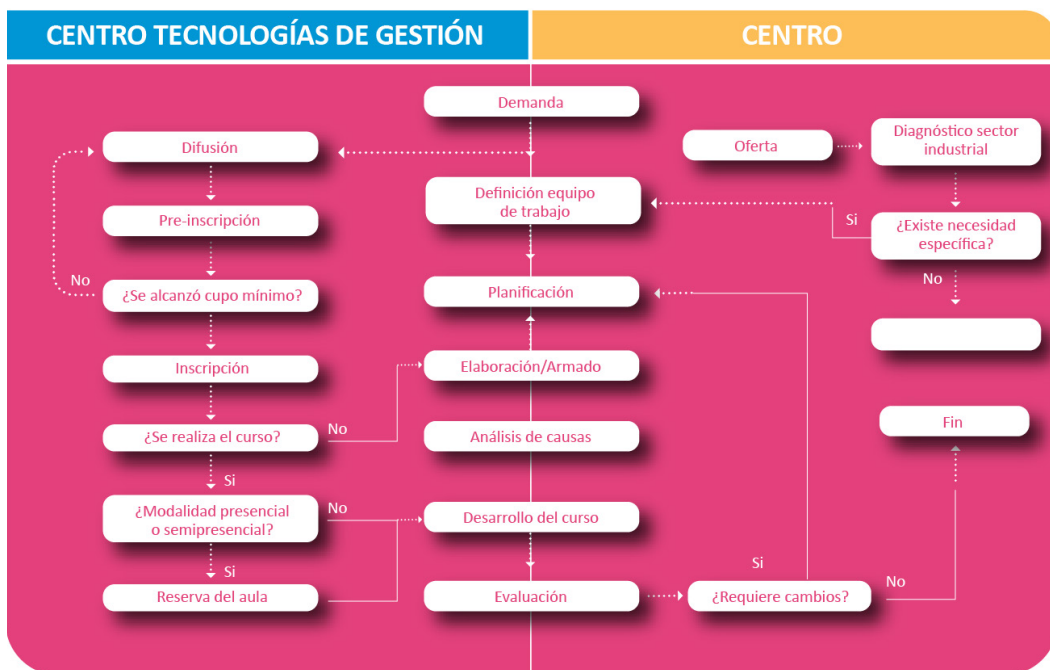 CENTRO TECNOLOGÍAS DE GESTIÓN
CENTRO
Demanda
Difusión
Oferta
Diagnóstico sector
industrial
Definición equipo
de trabajo
Pre-inscripción
Si
¿Existe necesidad
específica?
No
¿Se alcanzó cupo mínimo?
Planificación
No
Inscripción
Elaboración/Armado
¿Se realiza el curso?
No
Análisis de causas
Fin
Si
¿Modalidad presencial
o semipresencial?
No
Desarrollo del curso
Si
Reserva del aula
Evaluación
Si
¿Requiere cambios?
No